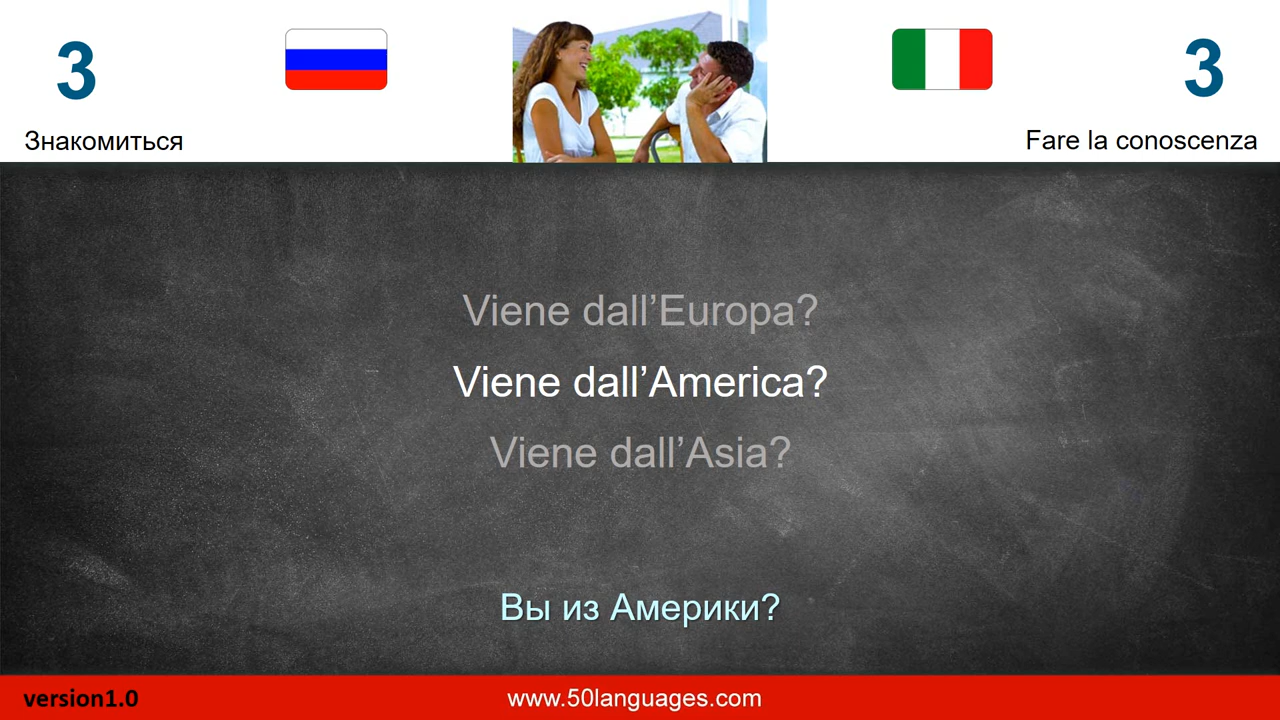 3
3
Знакомиться
Fare la conoscenza
Viene dall’Europa?
Viene dall’America?
Viene dall’Asia?
Вы из Америки?
version1.0
www.50languages.com